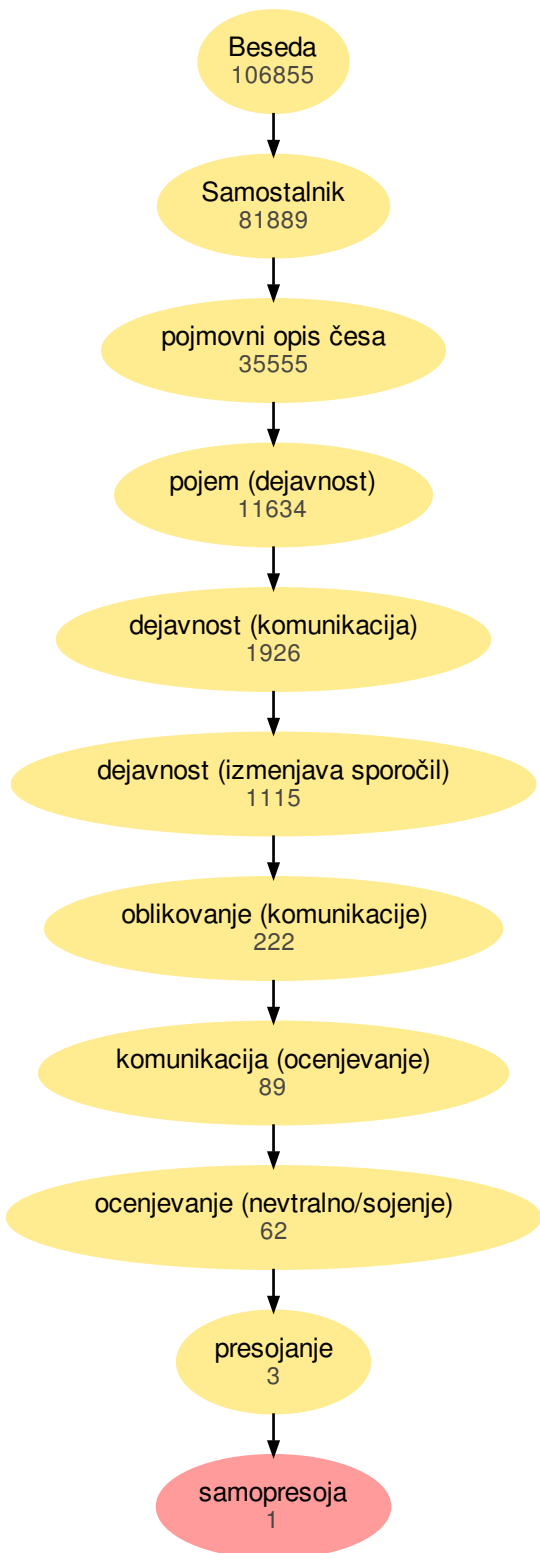 Beseda
106855
Samostalnik
81889
pojmovni opis česa
35555
pojem (dejavnost)
11634
dejavnost (komunikacija)
1926
dejavnost (izmenjava sporočil)
1115
oblikovanje (komunikacije)
222
komunikacija (ocenjevanje)
89
ocenjevanje (nevtralno/sojenje)
62
presojanje
3
samopresoja
1